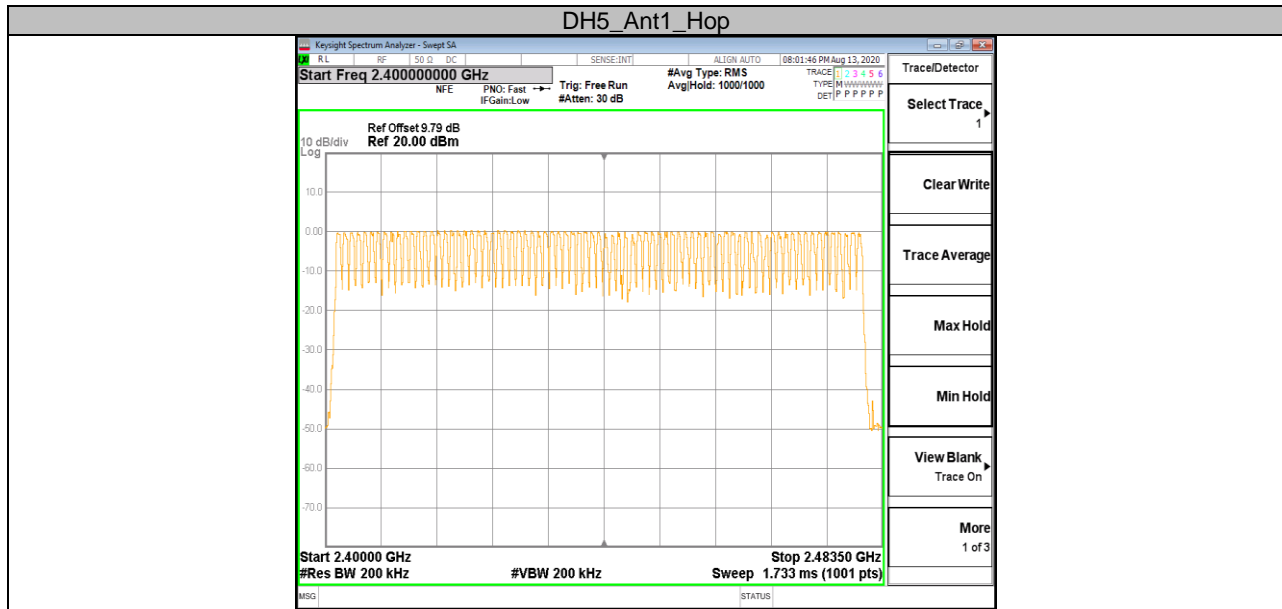 DH5_Ant1_Hop
Keysight Spectrum Analyzer - Swept SA
RL RF 50 Ω DC SENSE:INT ALIGN AUTO 08:01:46 PM Aug 13, 2020
Start Freq 2.400000000 GHz
NFE PNO: Fast Trig: Free Run #Avg Type: RMS TRACE 1 2 3 4 5 6
IFGain:Low #Atten: 30 dB Avg|Hold: 1000/1000 TYPE M W W W W W
DET P P P P P P
Ref Offset 9.79 dB
10 dB/div Ref 20.00 dBm
Log
10.0
0.00
-10.0
-20.0
-30.0
-40.0
-50.0
-60.0
-70.0
Start 2.40000 GHz Stop 2.48350 GHz
#Res BW 200 kHz #VBW 200 kHz Sweep 1.733 ms (1001 pts)
MSG STATUS
Trace/Detector
Select Trace
1
Clear Write
Trace Average
Max Hold
Min Hold
View Blank
Trace On
More
1 of 3